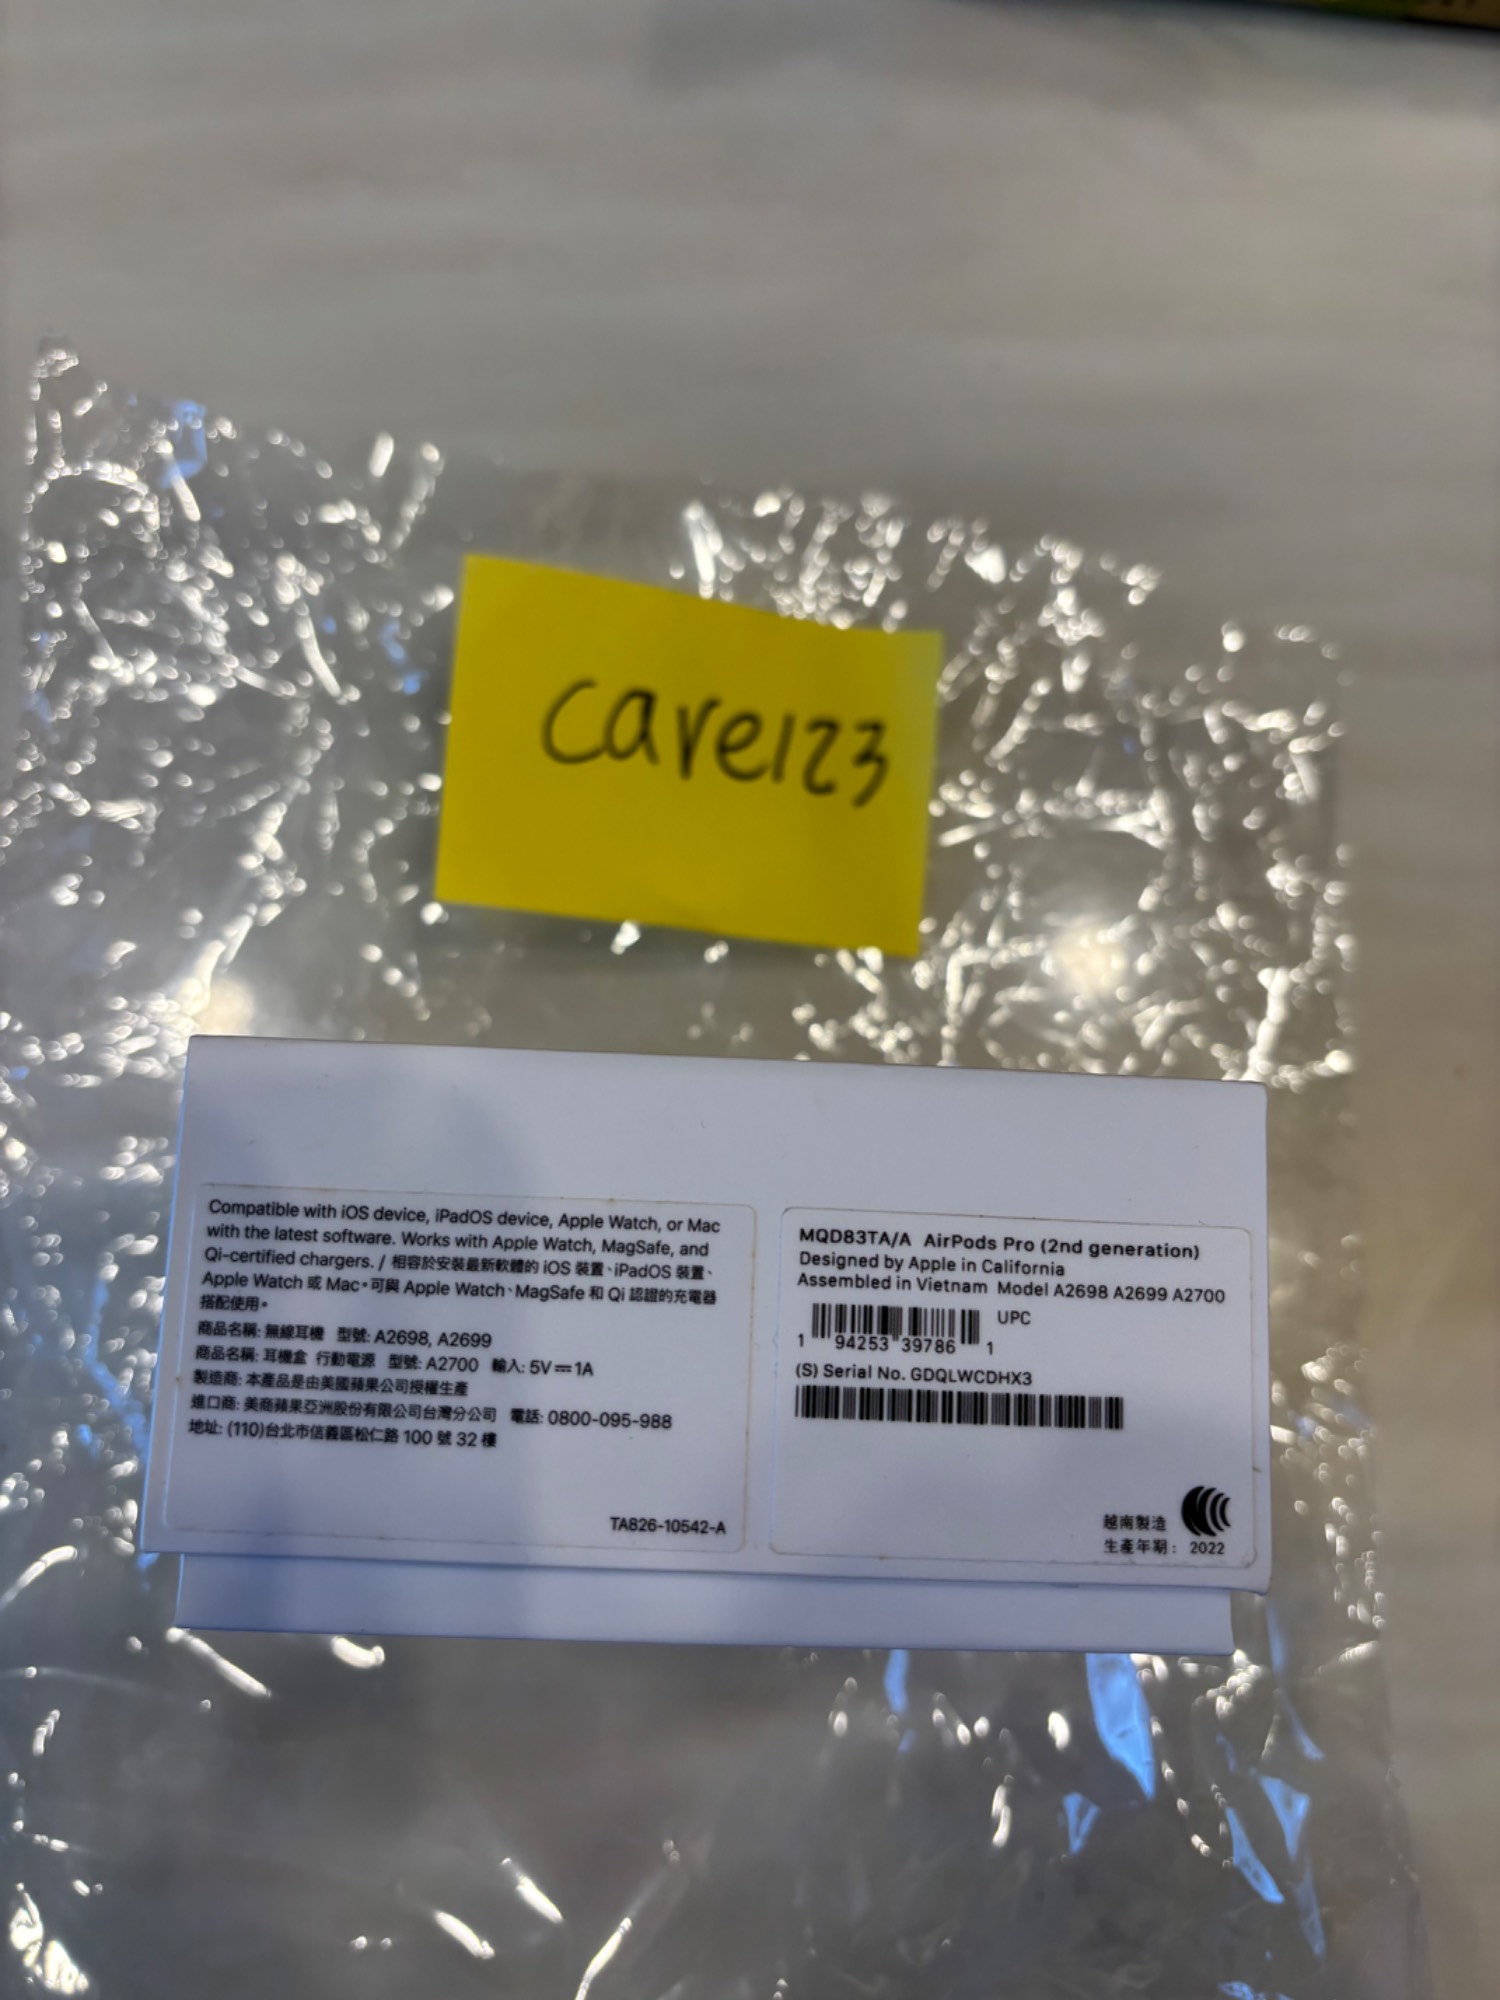 care123
Compatible with iOS device, iPadOS device, Apple Watch, or Mac
with the latest software. Works with Apple Watch, MagSafe, and
Qi-certified chargers. / 相容於安裝最新軟體的 iOS 裝置、iPadOS 裝置、
Apple Watch 或 Mac。可與 Apple Watch、MagSafe 和 Qi 認證的充電器
搭配使用。
商品名稱: 無線耳機 型號: A2698, A2699
商品名稱: 耳機盒 行動電源 型號: A2700 輸入: 5V⎓1A
製造商: 本產品是由美國蘋果公司授權生產
進口商: 美商蘋果亞洲股份有限公司台灣分公司 電話: 0800-095-988
地址: (110)台北市信義區松仁路 100 號 32 樓
TA826-10542-A
MQD83TA/A AirPods Pro (2nd generation)
Designed by Apple in California
Assembled in Vietnam Model A2698 A2699 A2700
UPC
1 94253 39786 1
(S) Serial No. GDQLWCDHX3
越南製造
生產年期: 2022